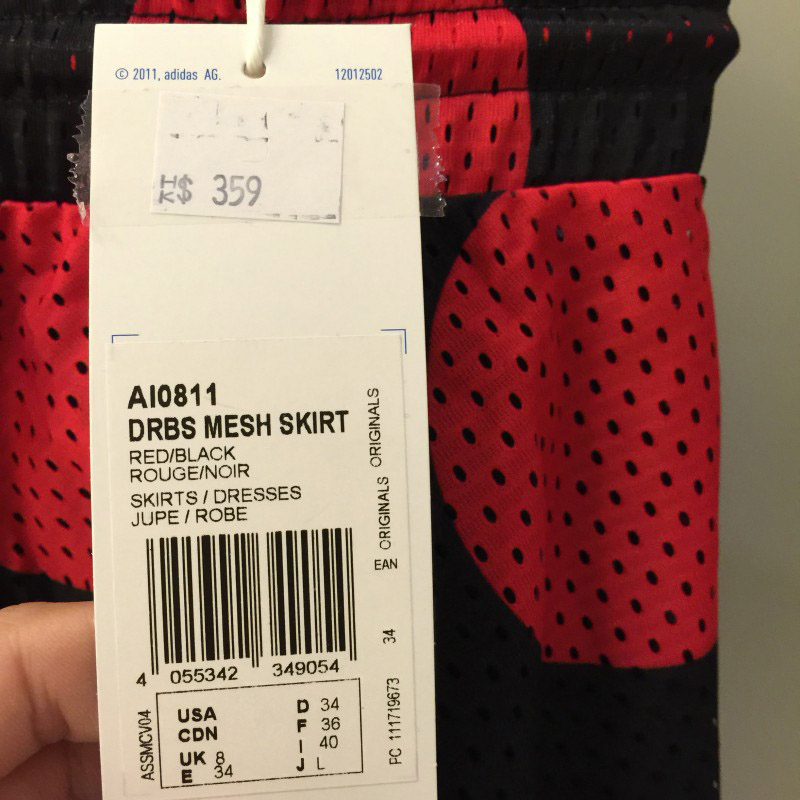 © 2011, adidas AG. 12012502
HK$ 359
AI0811
DRBS MESH SKIRT
RED/BLACK
ROUGE/NOIR
SKIRTS / DRESSES
JUPE / ROBE
ORIGINALS
ORIGINALS
EAN
34
4 055342 349054
ASSMCV04
USA
CDN
UK 8
E 34
D 34
F 36
I 40
J L
PC 111719673